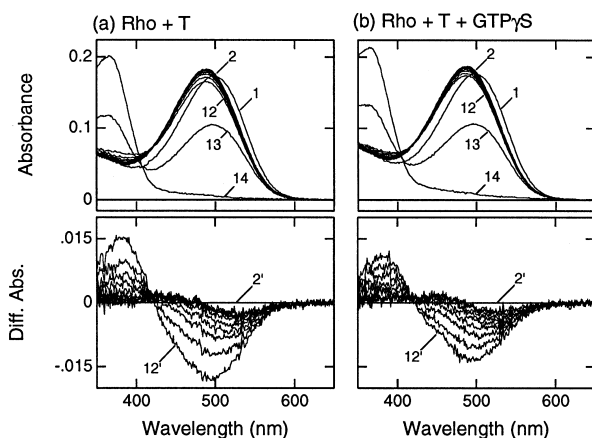 (a) Rho + T
(b) Rho + T + GTPγS
Absorbance
0.2
0.1
0
2
1
12
13
14
2
1
12
13
14
Diff. Abs.
.015
0
-.015
2'
12'
2'
12'
400 500 600
400 500 600
Wavelength (nm)
Wavelength (nm)